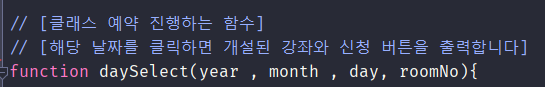 // [클래스 예약 진행하는 함수]
// [해당 날짜를 클릭하면 개설된 강좌와 신청 버튼을 출력합니다]
function daySelect(year , month , day, roomNo){